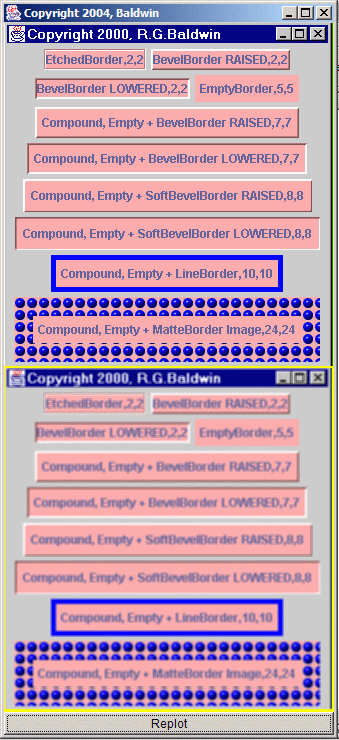 Copyright 2004, Baldwin
Copyright 2000, R.G.Baldwin
EtchedBorder,2,2 BevelBorder RAISED,2,2
BevelBorder LOWERED,2,2 EmptyBorder,5,5
Compound, Empty + BevelBorder RAISED,7,7
Compound, Empty + BevelBorder LOWERED,7,7
Compound, Empty + SoftBevelBorder RAISED,8,8
Compound, Empty + SoftBevelBorder LOWERED,8,8
Compound, Empty + LineBorder,10,10
Compound, Empty + MatteBorder Image,24,24
Copyright 2000, R.G.Baldwin
EtchedBorder,2,2 BevelBorder RAISED,2,2
BevelBorder LOWERED,2,2 EmptyBorder,5,5
Compound, Empty + BevelBorder RAISED,7,7
Compound, Empty + BevelBorder LOWERED,7,7
Compound, Empty + SoftBevelBorder RAISED,8,8
Compound, Empty + SoftBevelBorder LOWERED,8,8
Compound, Empty + LineBorder,10,10
Compound, Empty + MatteBorder Image,24,24
Replot